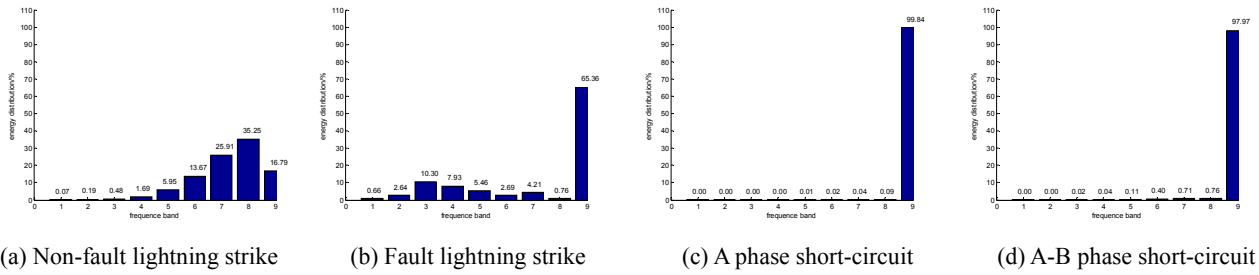 110
100
90
80
70
60
50
40
30
20
10
0
energy distribution/%
0.07 0.19 0.48 1.69 5.95 13.67 25.91 35.25 16.79
0 1 2 3 4 5 6 7 8 9
frequence band
(a) Non-fault lightning strike
110
100
90
80
70
60
50
40
30
20
10
0
energy distribution/%
0.66 2.64 10.30 7.93 5.46 2.69 4.21 0.76 65.36
0 1 2 3 4 5 6 7 8 9
frequence band
(b) Fault lightning strike
110
100
90
80
70
60
50
40
30
20
10
0
energy distribution/%
0.00 0.00 0.00 0.00 0.01 0.02 0.04 0.09 99.84
0 1 2 3 4 5 6 7 8 9
frequence band
(c) A phase short-circuit
110
100
90
80
70
60
50
40
30
20
10
0
energy distribution/%
0.00 0.00 0.02 0.04 0.11 0.40 0.71 0.76 97.97
0 1 2 3 4 5 6 7 8 9
frequence band
(d) A-B phase short-circuit